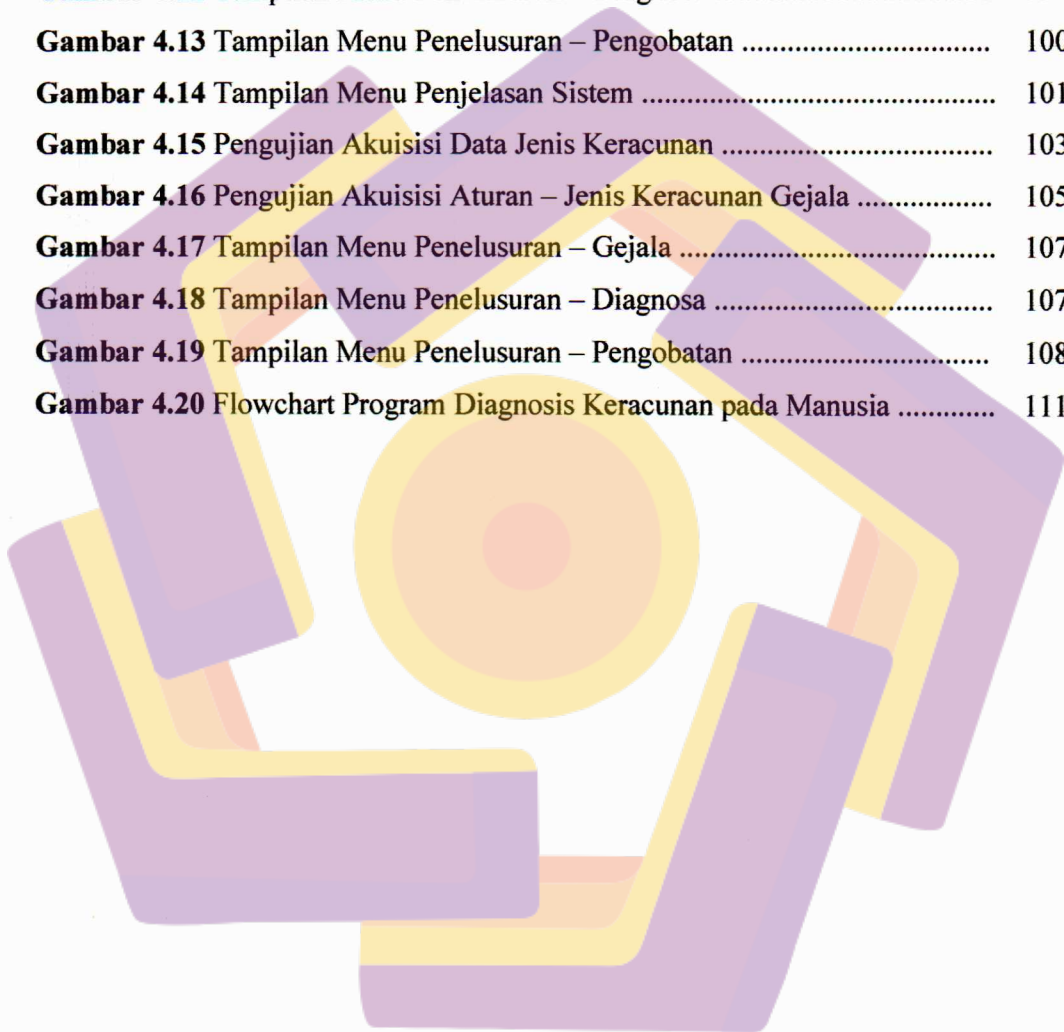 Gambar 4.13 Tampilan Menu Penelusuran – Pengobatan ................................. 100
Gambar 4.14 Tampilan Menu Penjelasan Sistem ............................................... 101
Gambar 4.15 Pengujian Akuisisi Data Jenis Keracunan .................................... 103
Gambar 4.16 Pengujian Akuisisi Aturan – Jenis Keracunan Gejala .................. 105
Gambar 4.17 Tampilan Menu Penelusuran – Gejala .......................................... 107
Gambar 4.18 Tampilan Menu Penelusuran – Diagnosa ..................................... 107
Gambar 4.19 Tampilan Menu Penelusuran – Pengobatan ................................. 108
Gambar 4.20 Flowchart Program Diagnosis Keracunan pada Manusia ............. 111